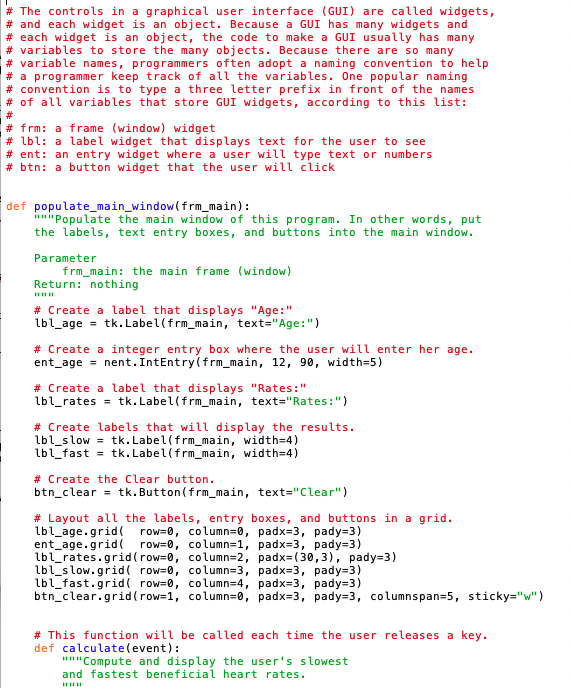 # The controls in a graphical user interface (GUI) are called widgets,
# and each widget is an object. Because a GUI has many widgets and
# each widget is an object, the code to make a GUI usually has many
# variables to store the many objects. Because there are so many
# variable names, programmers often adopt a naming convention to help
# a programmer keep track of all the variables. One popular naming
# convention is to type a three letter prefix in front of the names
# of all variables that store GUI widgets, according to this list:
#
# frm: a frame (window) widget
# lbl: a label widget that displays text for the user to see
# ent: an entry widget where a user will type text or numbers
# btn: a button widget that the user will click

def populate_main_window(frm_main):
    """Populate the main window of this program. In other words, put
    the labels, text entry boxes, and buttons into the main window.

    Parameter
        frm_main: the main frame (window)
    Return: nothing
    """
    # Create a label that displays "Age:"
    lbl_age = tk.Label(frm_main, text="Age:")

    # Create a integer entry box where the user will enter her age.
    ent_age = nent.IntEntry(frm_main, 12, 90, width=5)

    # Create a label that displays "Rates:"
    lbl_rates = tk.Label(frm_main, text="Rates:")

    # Create labels that will display the results.
    lbl_slow = tk.Label(frm_main, width=4)
    lbl_fast = tk.Label(frm_main, width=4)

    # Create the Clear button.
    btn_clear = tk.Button(frm_main, text="Clear")

    # Layout all the labels, entry boxes, and buttons in a grid.
    lbl_age.grid(  row=0, column=0, padx=3, pady=3)
    ent_age.grid(  row=0, column=1, padx=3, pady=3)
    lbl_rates.grid(row=0, column=2, padx=(30,3), pady=3)
    lbl_slow.grid( row=0, column=3, padx=3, pady=3)
    lbl_fast.grid( row=0, column=4, padx=3, pady=3)
    btn_clear.grid(row=1, column=0, padx=3, pady=3, columnspan=5, sticky="w")

    # This function will be called each time the user releases a key.
    def calculate(event):
        """Compute and display the user's slowest
        and fastest beneficial heart rates.
        """